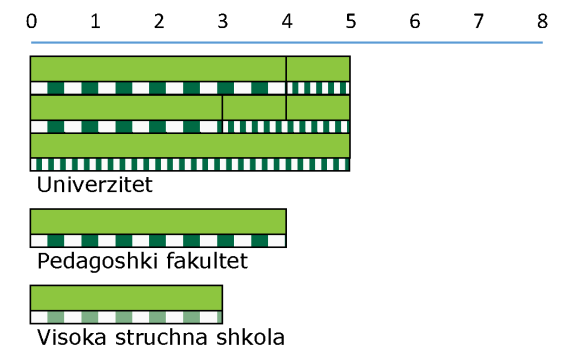 0 1 2 3 4 5 6 7 8
Univerzitet
Pedagoshki fakultet
Visoka struchna shkola